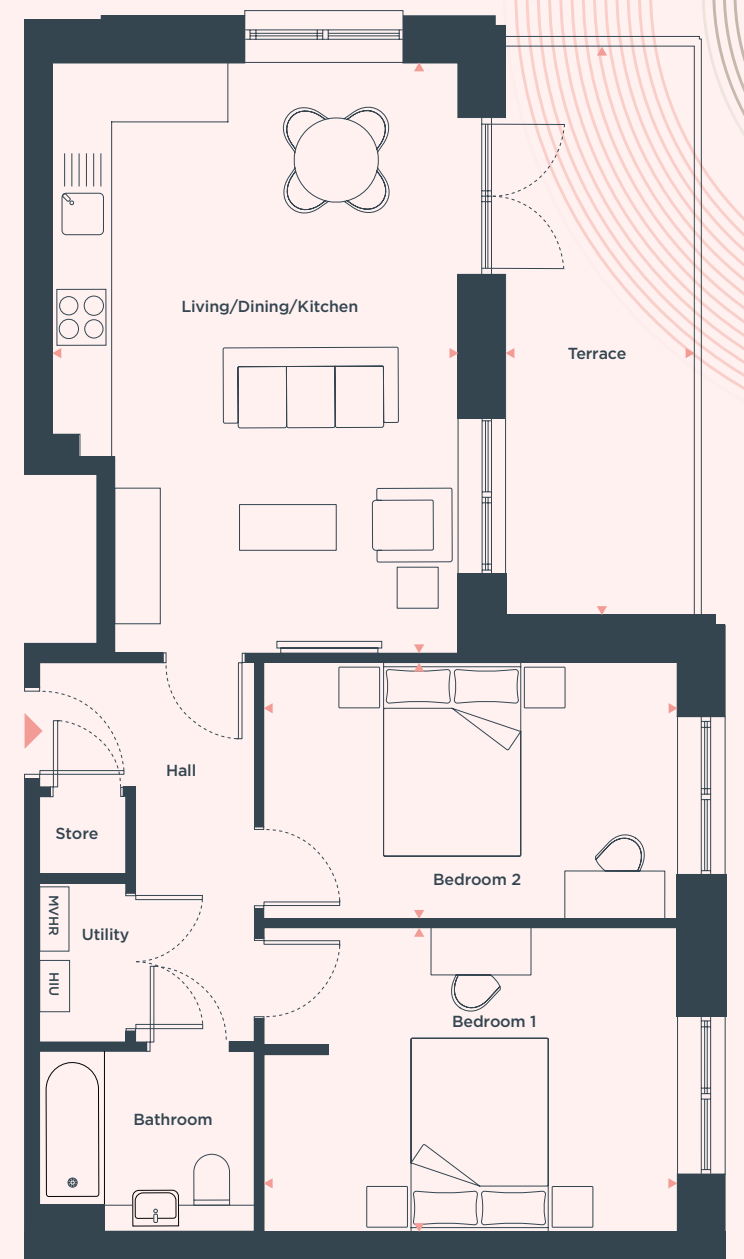 Living/Dining/Kitchen
Terrace
Hall
Store
Bedroom 2
MVHR
Utility
HIU
Bedroom 1
Bathroom